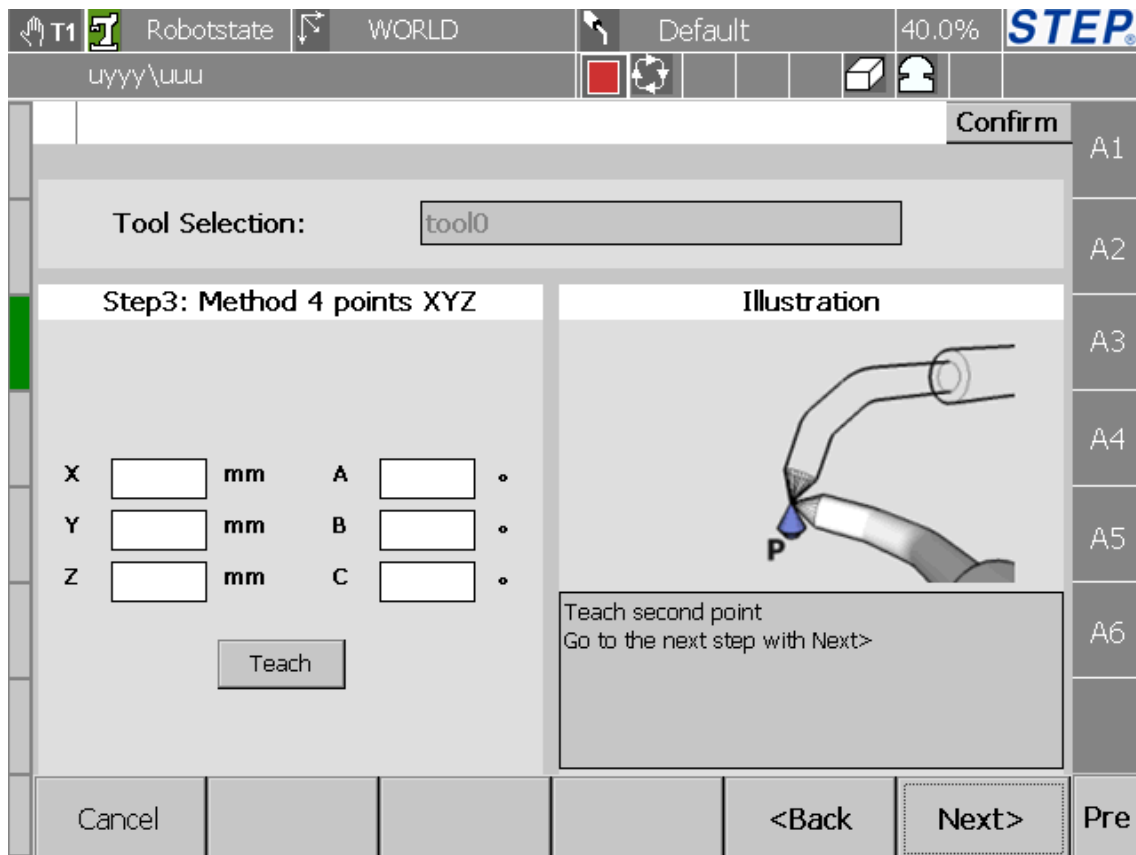 T1 Robotstate WORLD Default 40.0% STEP®
uyyy\uuu
Confirm
A1
Tool Selection: tool0
A2
Step3: Method 4 points XYZ
Illustration
A3
A4
X mm A °
Y mm B °
Z mm C °
P
A5
Teach second point
Go to the next step with Next>
A6
Teach
Cancel <Back Next> Pre